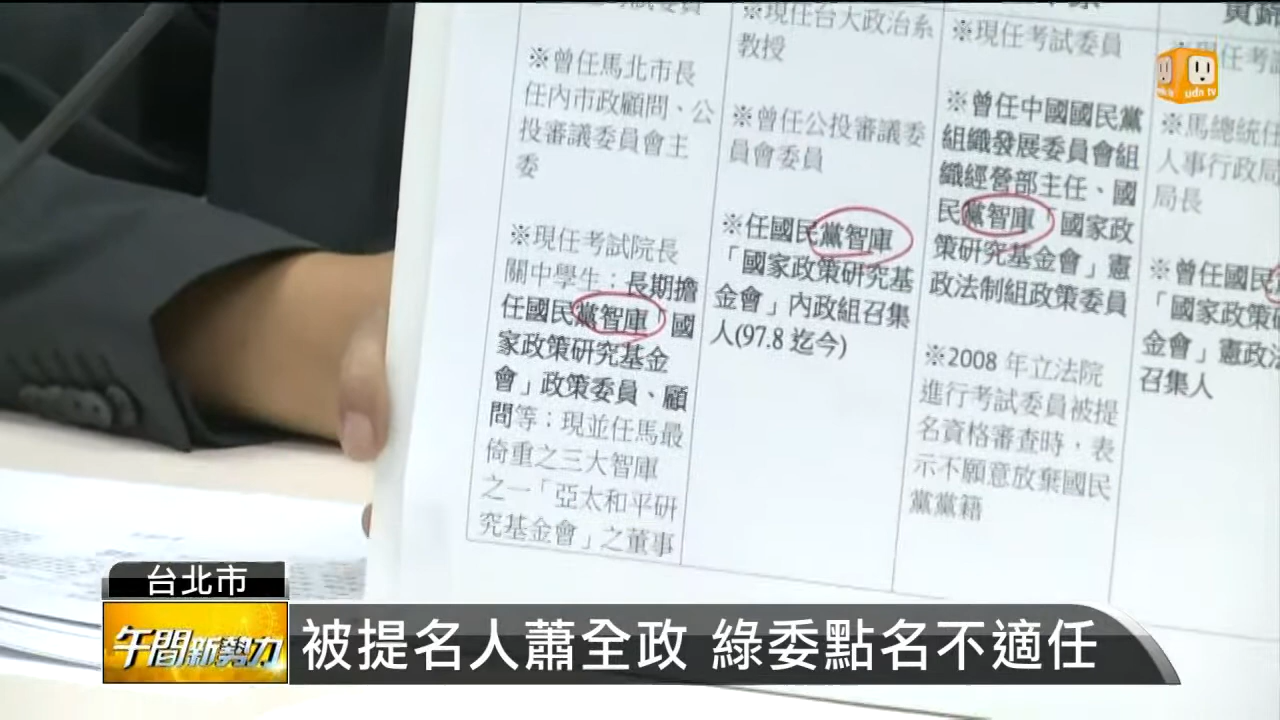 ※曾任馬北市長
任內市政顧問、公
投審議委員會主
委
※現任考試院長
關中學生；長期擔
任國民黨智庫「國
家政策研究基金
會」政策委員、顧
問等；現並任馬最
倚重之三大智庫
之一「亞太和平研
究基金會」之董事
※現任台大政治系
教授
※曾任公投審議委
員會委員
※任國民黨智庫
「國家政策研究基
金會」內政組召集
人(97.8 迄今)
※現任考試委員
※曾任中國國民黨
組織發展委員會組
織經營部主任、國
民黨智庫「國家政
策研究基金會」憲
政法制組政策委員
※2008 年立法院
進行考試委員被提
名資格審查時，表
示不願意放棄國民
黨黨籍
※現任考試
※馬總統任
人事行政局
局長
※曾任國民
「國家政策研
金會」憲政法
召集人
udn tv
台北市
午間新勢力
被提名人蕭全政 綠委點名不適任